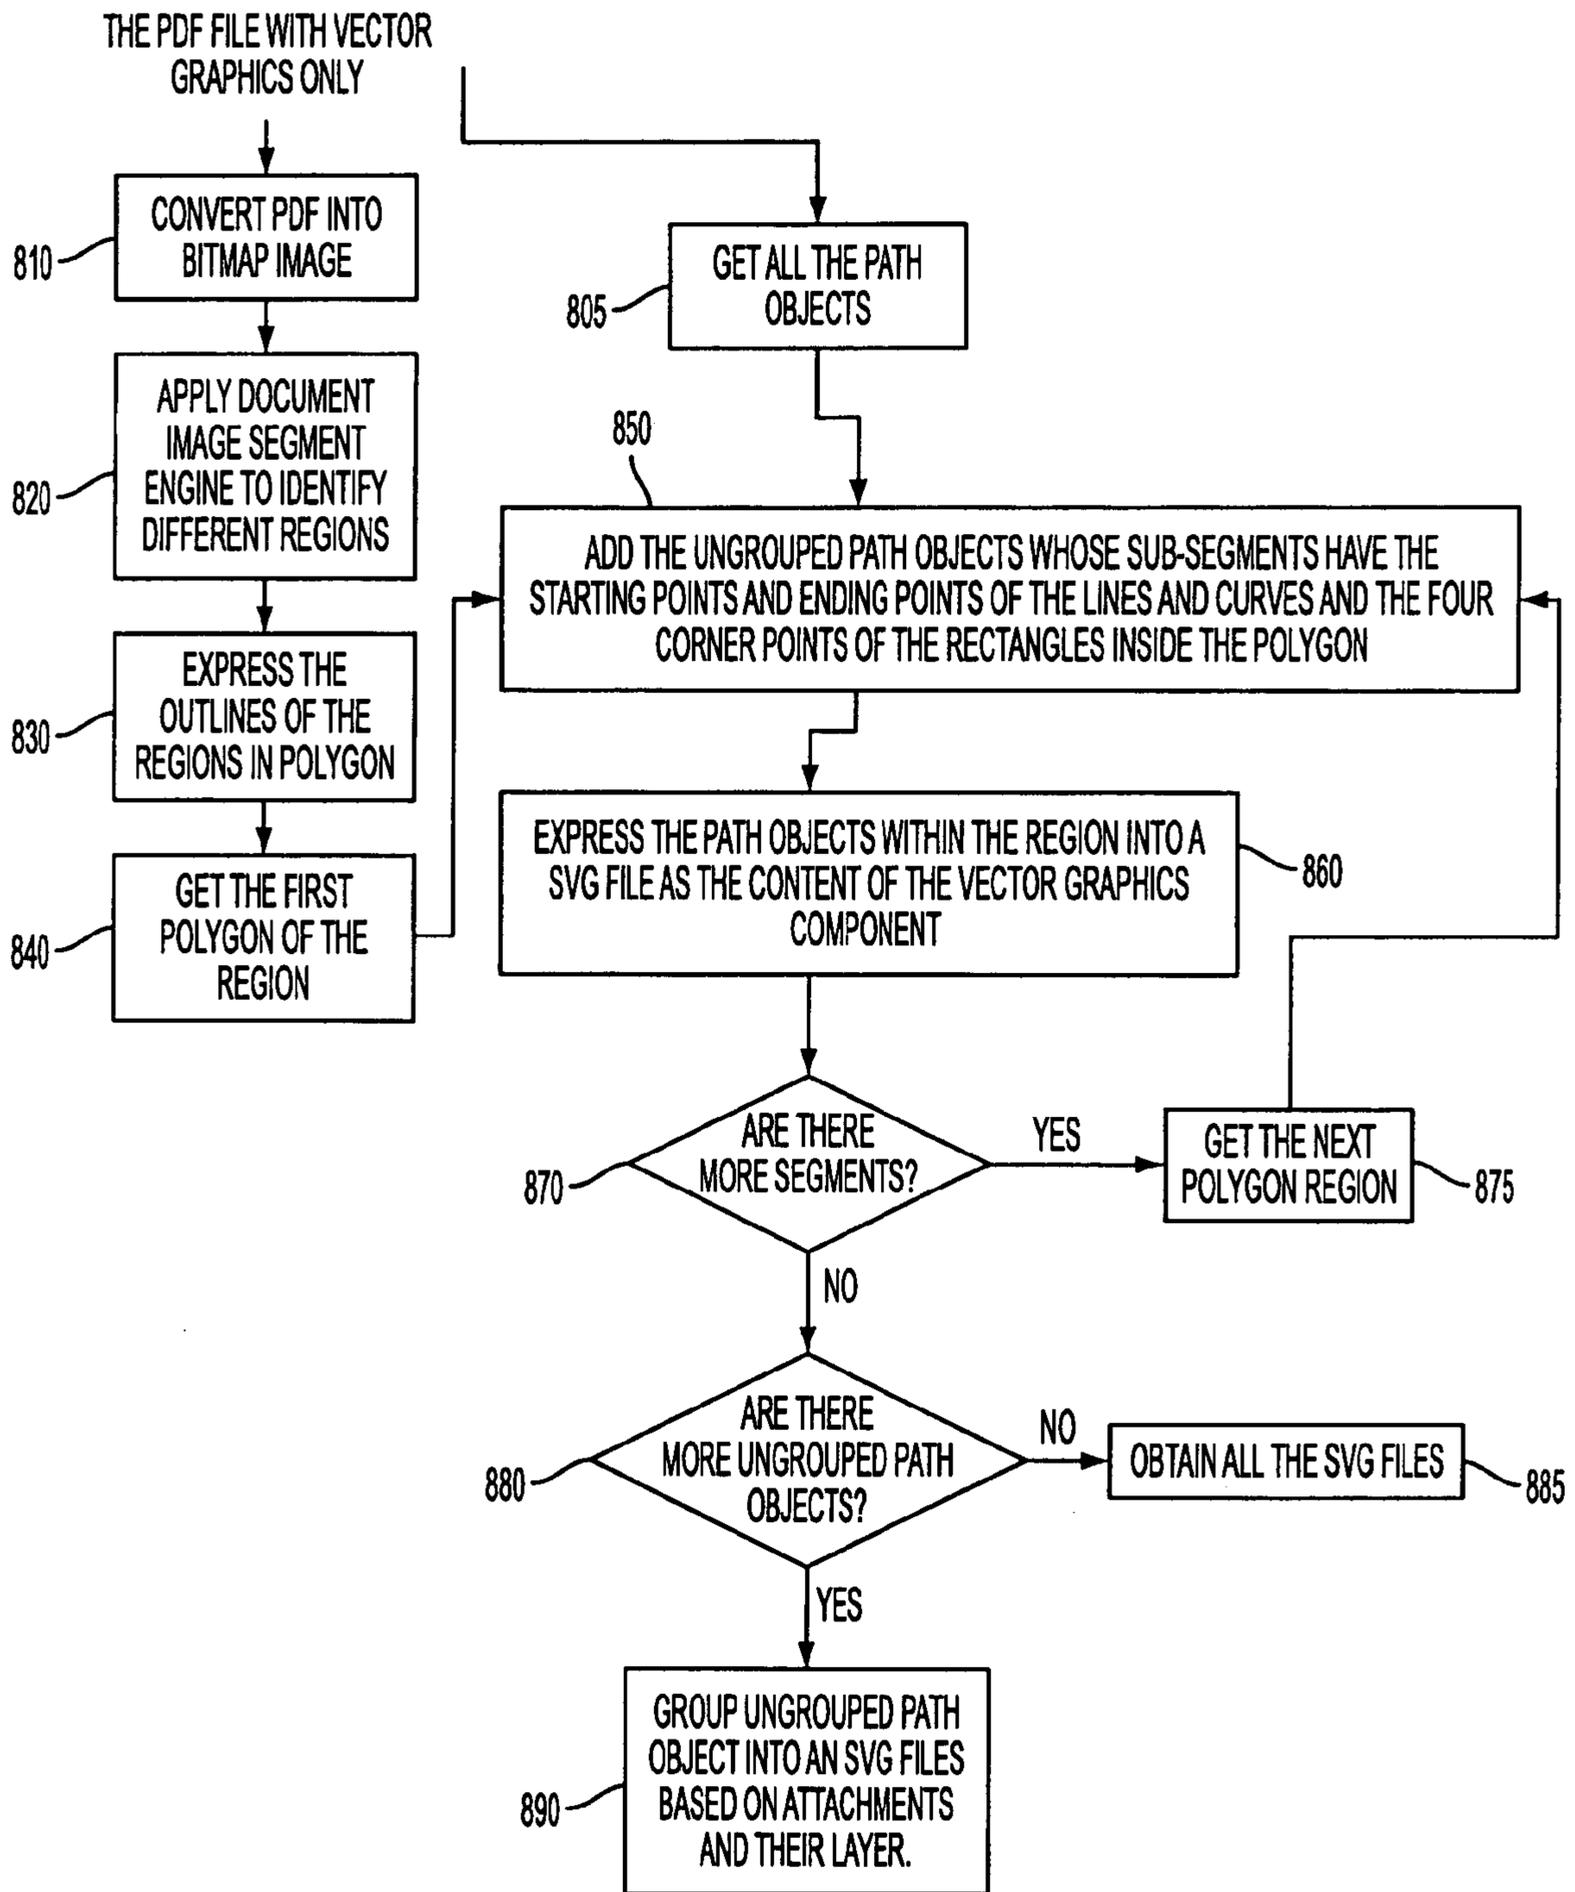 THE PDF FILE WITH VECTOR
GRAPHICS ONLY
CONVERT PDF INTO
BITMAP IMAGE
810
GET ALL THE PATH
OBJECTS
805
APPLY DOCUMENT
IMAGE SEGMENT
ENGINE TO IDENTIFY
DIFFERENT REGIONS
820
850
ADD THE UNGROUPED PATH OBJECTS WHOSE SUB-SEGMENTS HAVE THE
STARTING POINTS AND ENDING POINTS OF THE LINES AND CURVES AND THE FOUR
CORNER POINTS OF THE RECTANGLES INSIDE THE POLYGON
EXPRESS THE
OUTLINES OF THE
REGIONS IN POLYGON
830
GET THE FIRST
POLYGON OF THE
REGION
840
EXPRESS THE PATH OBJECTS WITHIN THE REGION INTO A
SVG FILE AS THE CONTENT OF THE VECTOR GRAPHICS
COMPONENT
860
ARE THERE
MORE SEGMENTS?
870
YES
GET THE NEXT
POLYGON REGION
875
NO
ARE THERE
MORE UNGROUPED PATH
OBJECTS?
880
NO
OBTAIN ALL THE SVG FILES
885
YES
GROUP UNGROUPED PATH
OBJECT INTO AN SVG FILES
BASED ON ATTACHMENTS
AND THEIR LAYER.
890